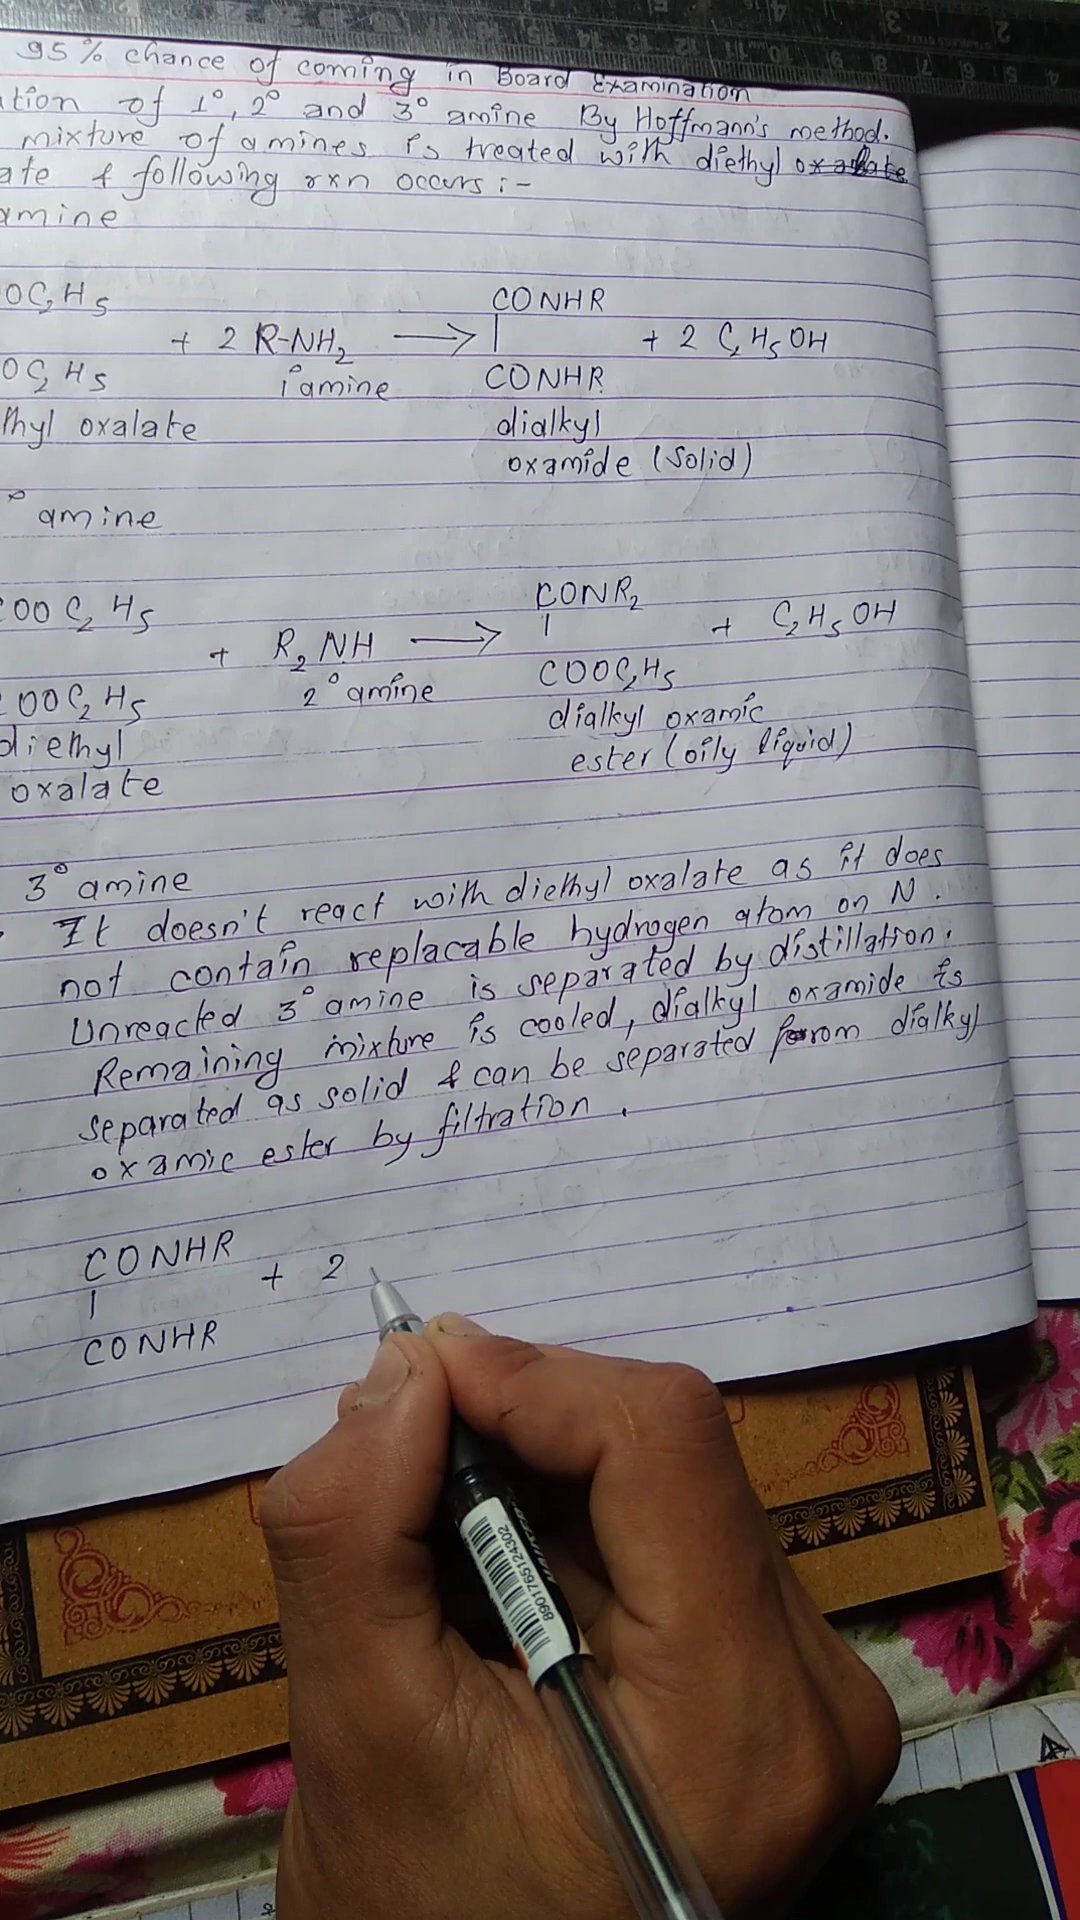 95% chance of coming in Board Examination
ation of 1°, 2° and 3° amine By Hoffmann's method.
mixture of amines is treated with diethyl
ate & following rxn occurs :-
amine
OC₂H₅ CONHR
+ 2 R-NH₂ ⟶ | + 2 C₂H₅OH
OC₂H₅ 1°amine CONHR
thyl oxalate dialkyl
oxamide (solid)
° amine
COOC₂H₅ CONR₂
+ R₂NH ⟶ | + C₂H₅OH
COOC₂H₅ 2° amine COOC₂H₅
diethyl dialkyl oxamic
oxalate ester (oily liquid)
3° amine
It doesn't react with diethyl oxalate as it does
not contain replacable hydrogen atom on N.
Unreacted 3° amine is separated by distillation.
Remaining mixture is cooled, dialkyl oxamide is
separated as solid & can be separated from dialkyl
oxamic ester by filtration.
CONHR
| + 2
CONHR
8901765124302